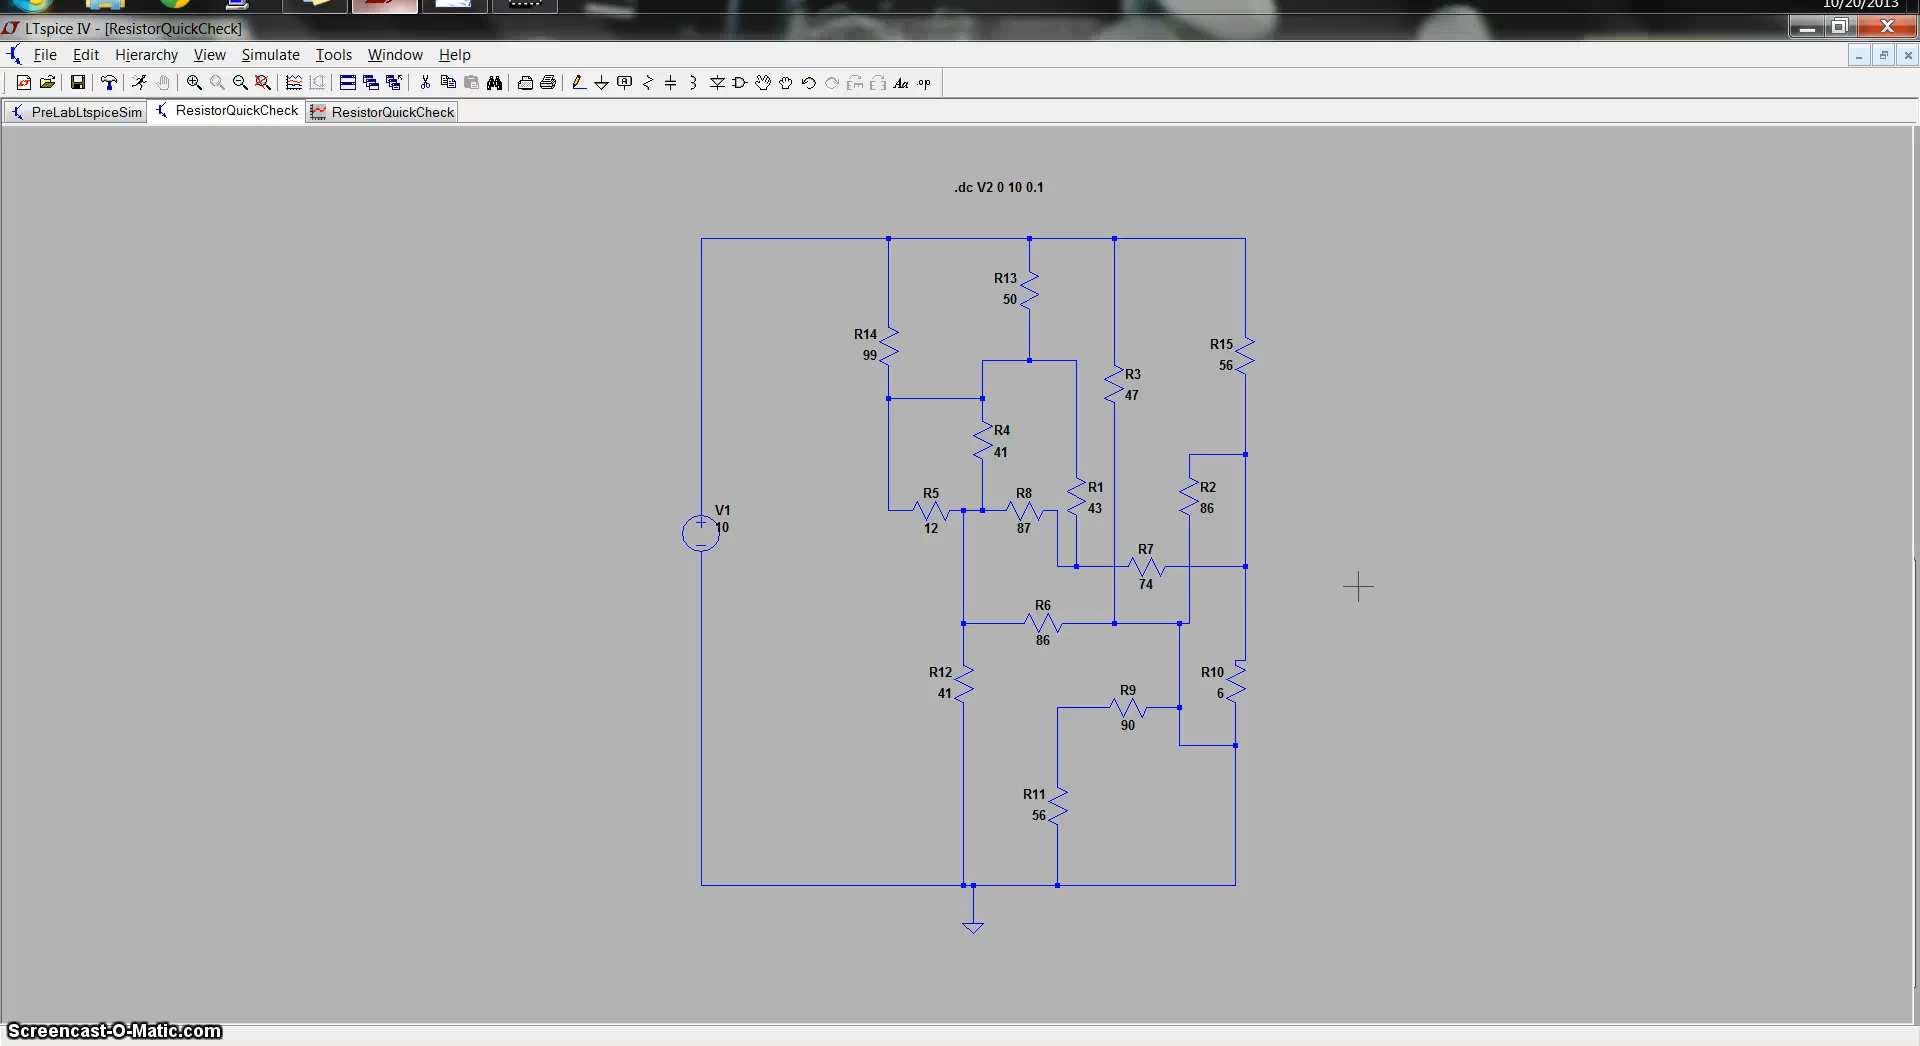 10/20/2013
LTspice IV - [ResistorQuickCheck]
File Edit Hierarchy View Simulate Tools Window Help
Aa .op
PreLabLtspiceSim ResistorQuickCheck ResistorQuickCheck
.dc V2 0 10 0.1
R13
50
R14
99
R15
56
R3
47
R4
41
R5
12
R8
87
R1
43
R2
86
V1
10
R7
74
R6
86
R12
41
R9
90
R10
6
R11
56
Screencast-O-Matic.com